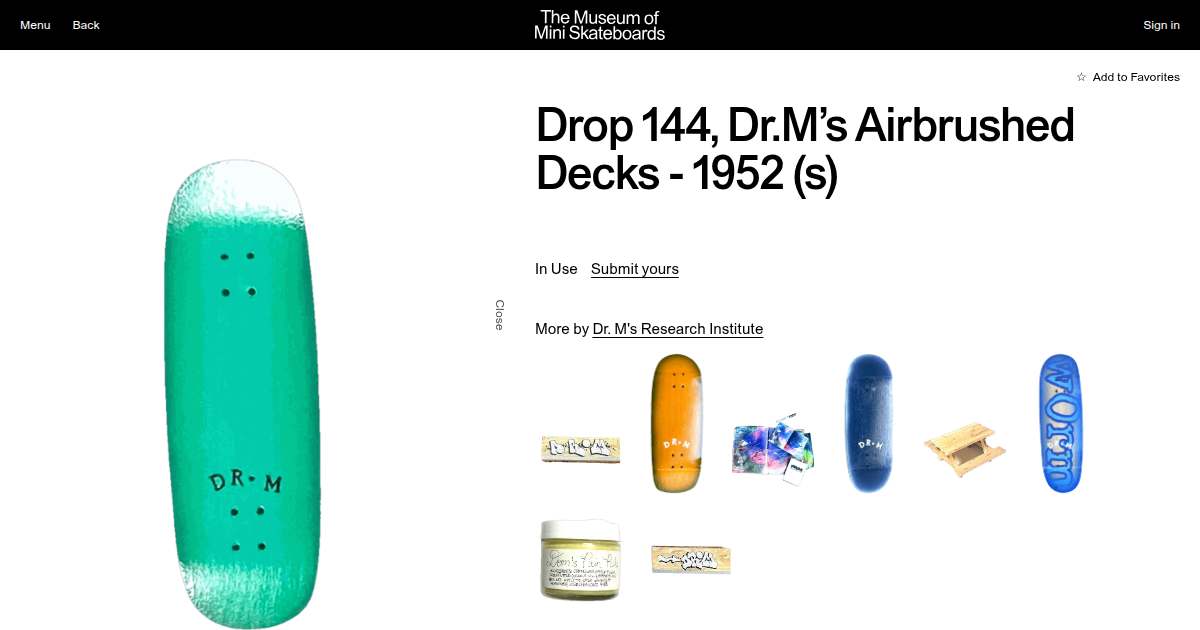 Menu
Back
The Museum of
Mini Skateboards
Sign in
☆ Add to Favorites
Drop 144, Dr.M’s Airbrushed
Decks - 1952 (s)
In Use
Submit yours
Close
More by Dr. M's Research Institute
DR•M
DR•M
DR•M
worm